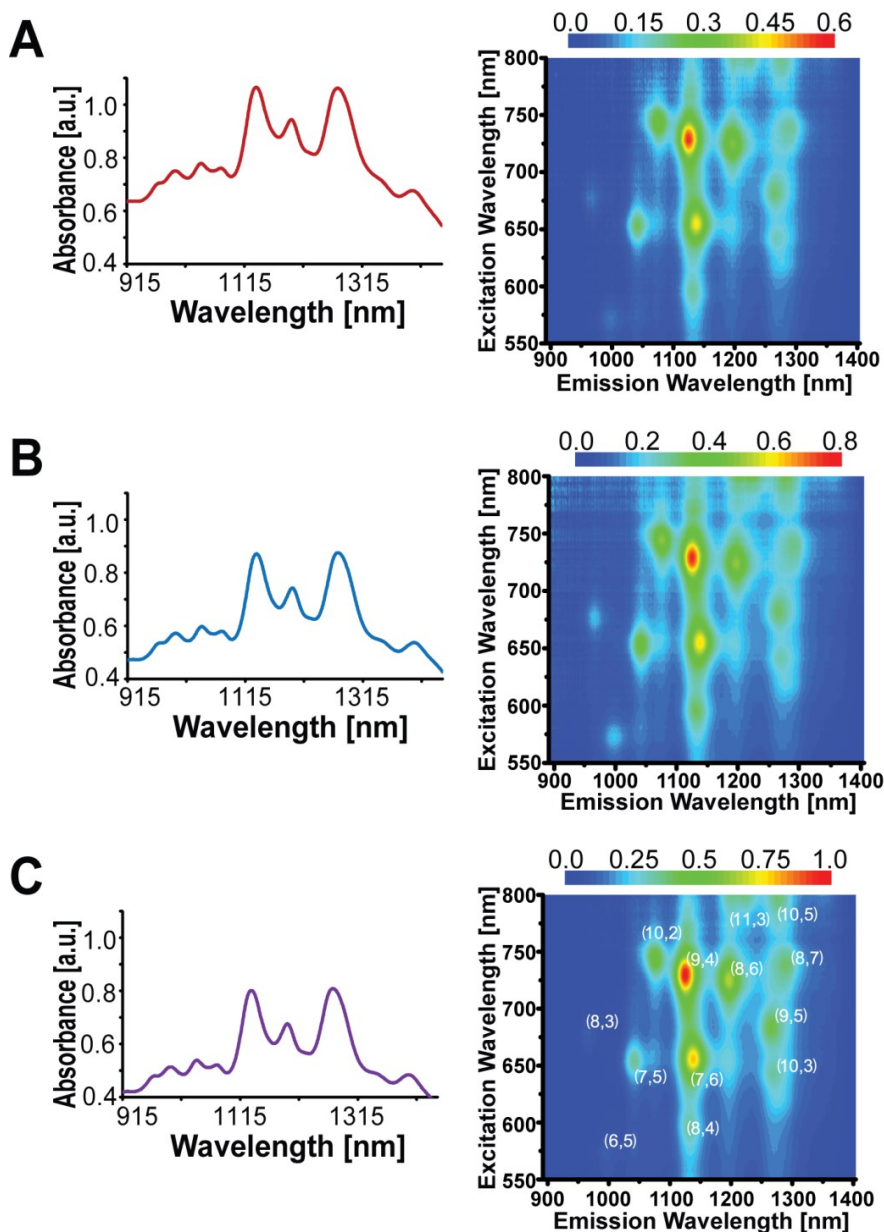 A
Absorbance [a.u.]
1.0
0.8
0.6
0.4
915 1115 1315
Wavelength [nm]
0.0 0.15 0.3 0.45 0.6
Excitation Wavelength [nm]
800
750
700
650
600
550
900 1000 1100 1200 1300 1400
Emission Wavelength [nm]
B
Absorbance [a.u.]
1.0
0.8
0.6
0.4
915 1115 1315
Wavelength [nm]
0.0 0.2 0.4 0.6 0.8
Excitation Wavelength [nm]
800
750
700
650
600
550
900 1000 1100 1200 1300 1400
Emission Wavelength [nm]
C
Absorbance [a.u.]
1.0
0.8
0.6
0.4
915 1115 1315
Wavelength [nm]
0.0 0.25 0.5 0.75 1.0
Excitation Wavelength [nm]
800
750
700
650
600
550
(11,3) (10,5)
(10,2)
(9,4) (8,6) (8,7)
(8,3) (9,5)
(7,5) (7,6) (10,3)
(6,5) (8,4)
900 1000 1100 1200 1300 1400
Emission Wavelength [nm]